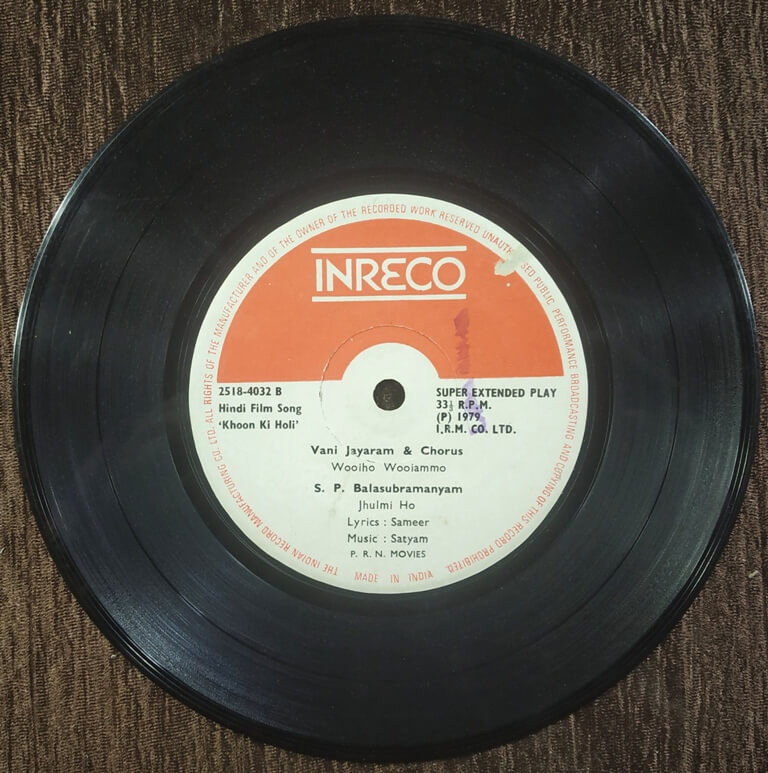 INRECO
2518-4032 B
Hindi Film Song
'Khoon Ki Holi'
SUPER EXTENDED PLAY
33⅓ R.P.M.
(P) 1979
I.R.M. CO. LTD.
Vani Jayaram & Chorus
Wooiho Wooiammo
S. P. Balasubramanyam
Jhulmi Ho
Lyrics : Sameer
Music : Satyam
P. R. N. MOVIES
THE INDIAN RECORD MANUFACTURING CO. LTD. ALL RIGHTS OF THE MANUFACTURER AND OF THE OWNER OF THE RECORDED WORK RESERVED PUBLIC PERFORMANCE BROADCASTING AND COPYING OF THIS RECORD PROHIBITED.
MADE IN INDIA